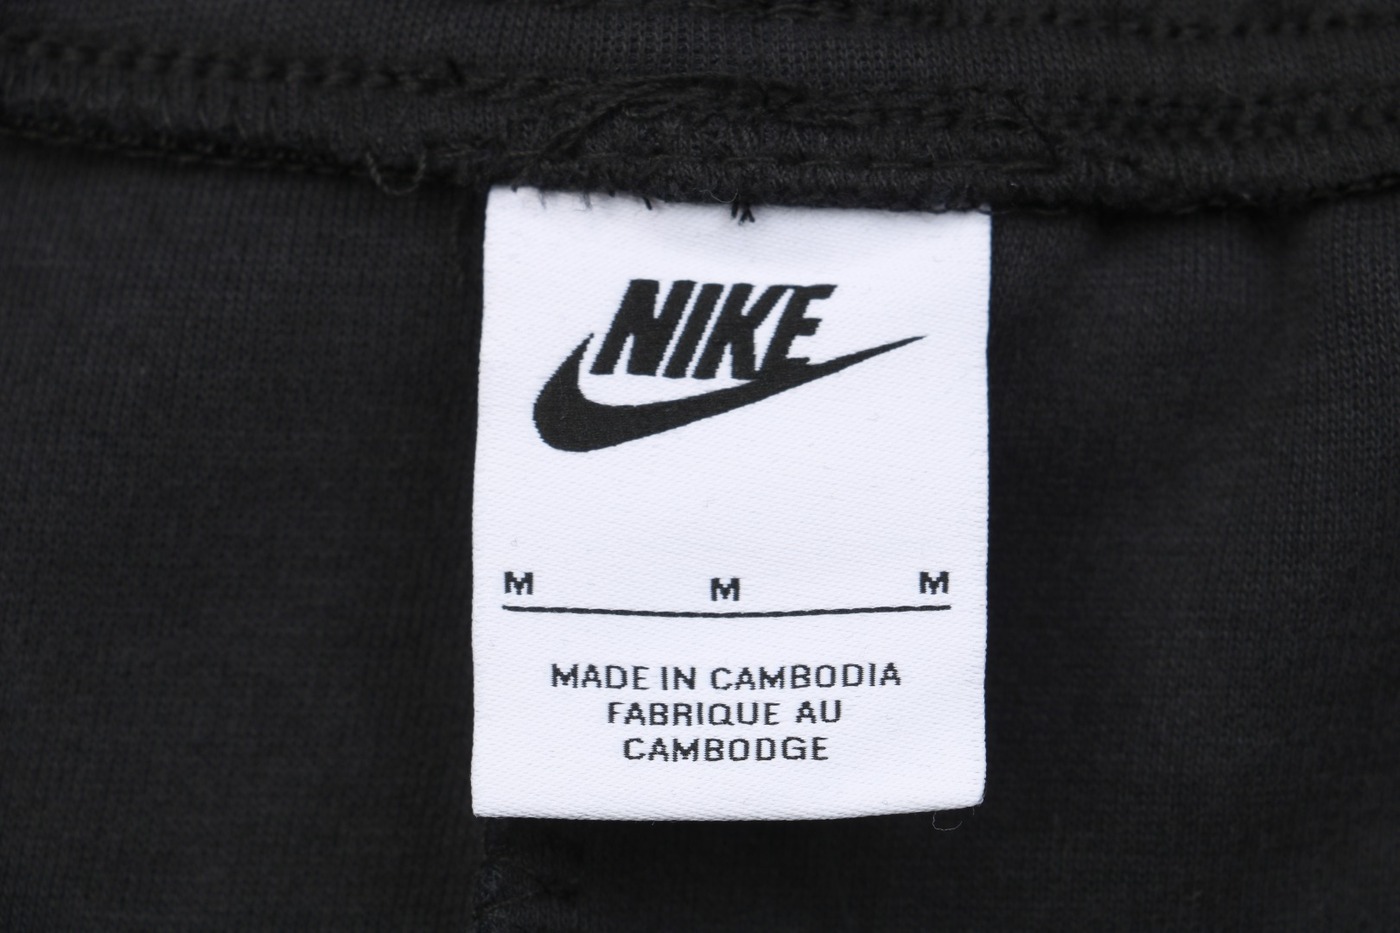 NIKE
M M M
MADE IN CAMBODIA
FABRIQUE AU
CAMBODGE